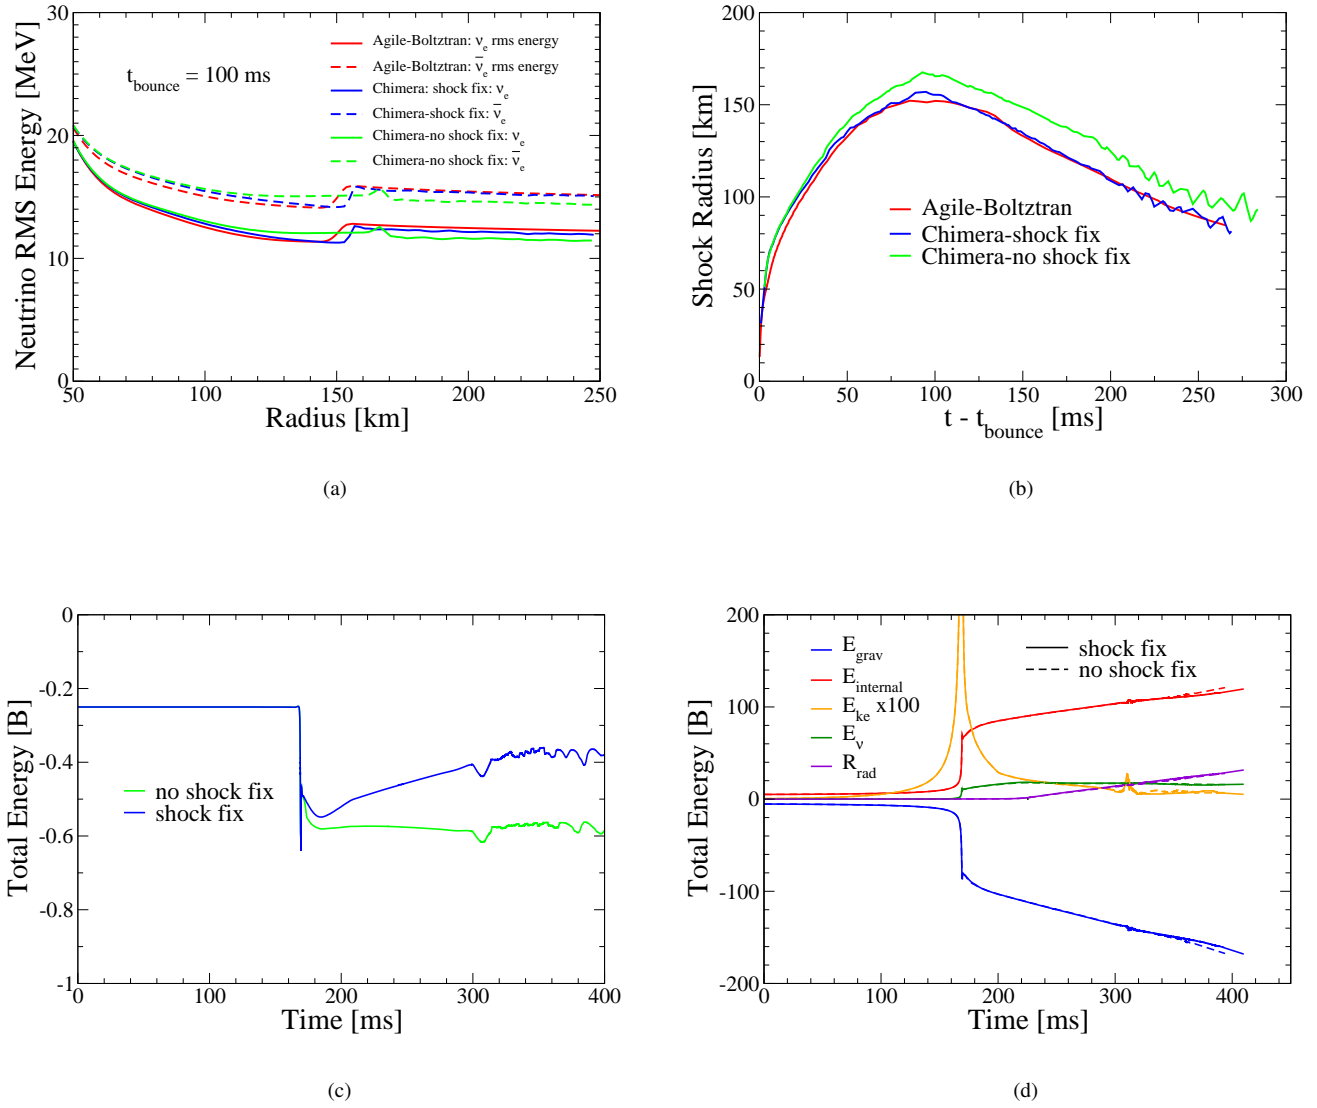 30
20
10
0
50
100
150
200
250
Neutrino RMS Energy [MeV]
Radius [km]
t_bounce = 100 ms
Agile-Boltztran: ν_e rms energy
Agile-Boltztran: ν̅_e rms energy
Chimera: shock fix: ν_e
Chimera-shock fix: ν̅_e
Chimera-no shock fix: ν_e
Chimera-no shock fix: ν̅_e
(a)
200
150
100
50
0
0
50
100
150
200
250
300
Shock Radius [km]
t - t_bounce [ms]
Agile-Boltztran
Chimera-shock fix
Chimera-no shock fix
(b)
0
-0.2
-0.4
-0.6
-0.8
-1
0
100
200
300
400
Total Energy [B]
Time [ms]
no shock fix
shock fix
(c)
200
100
0
-100
-200
0
100
200
300
400
Total Energy [B]
Time [ms]
E_grav
E_internal
E_ke x100
E_ν
R_rad
shock fix
no shock fix
(d)